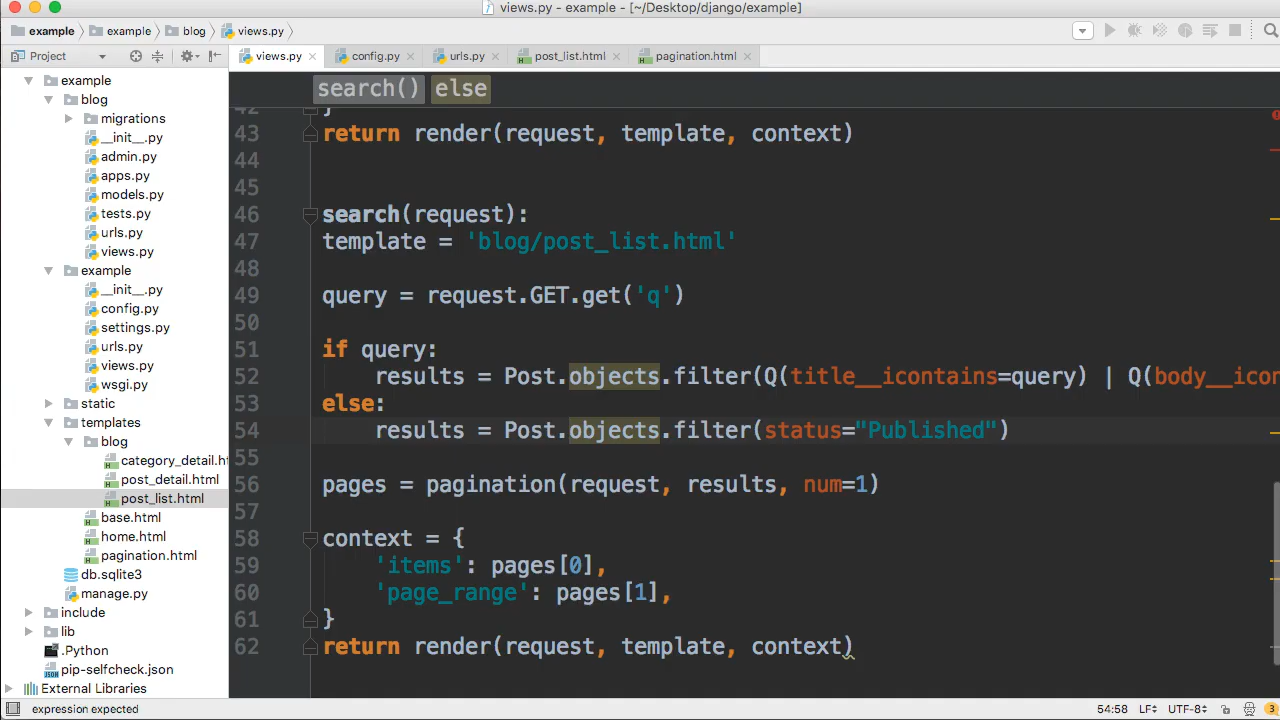 views.py - example - [~/Desktop/django/example]
example example blog views.py
Project
views.py config.py urls.py post_list.html pagination.html
example
blog
migrations
__init__.py
admin.py
apps.py
models.py
tests.py
urls.py
views.py
example
__init__.py
config.py
settings.py
urls.py
views.py
wsgi.py
static
templates
blog
category_detail.ht
post_detail.html
post_list.html
base.html
home.html
pagination.html
db.sqlite3
manage.py
include
lib
.Python
pip-selfcheck.json
External Libraries
search() else
42 }
43 return render(request, template, context)
44
45
46 search(request):
47 template = 'blog/post_list.html'
48
49 query = request.GET.get('q')
50
51 if query:
52 results = Post.objects.filter(Q(title__icontains=query) | Q(body__icon
53 else:
54 results = Post.objects.filter(status="Published")
55
56 pages = pagination(request, results, num=1)
57
58 context = {
59 'items': pages[0],
60 'page_range': pages[1],
61 }
62 return render(request, template, context)
expression expected 54:58 LF UTF-8 3